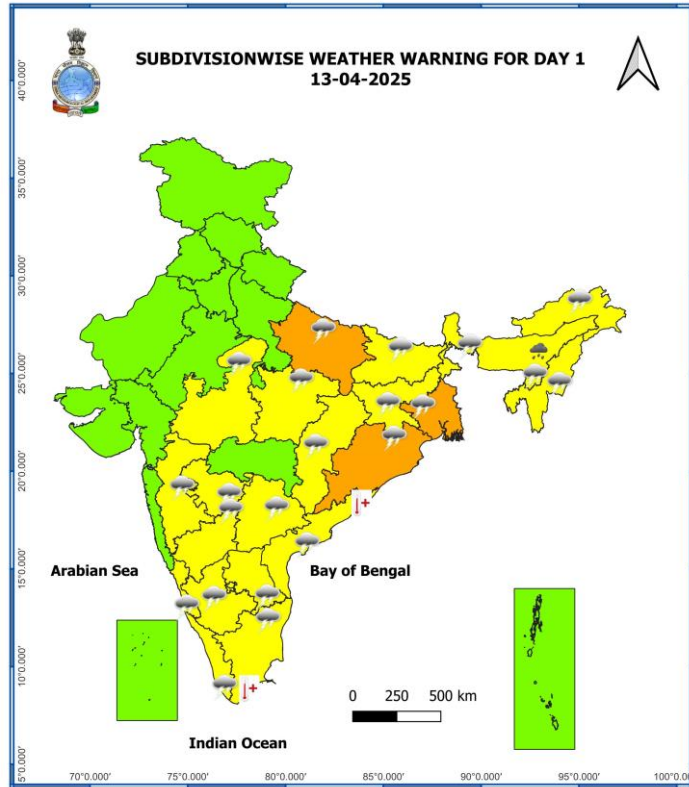 SUBDIVISIONWISE WEATHER WARNING FOR DAY 1
13-04-2025
40°0.000'
35°0.000'
30°0.000'
25°0.000'
20°0.000'
15°0.000'
10°0.000'
5°0.000'
Arabian Sea
Bay of Bengal
0 250 500 km
Indian Ocean
70°0.000' 75°0.000' 80°0.000' 85°0.000' 90°0.000' 95°0.000' 100°0.0